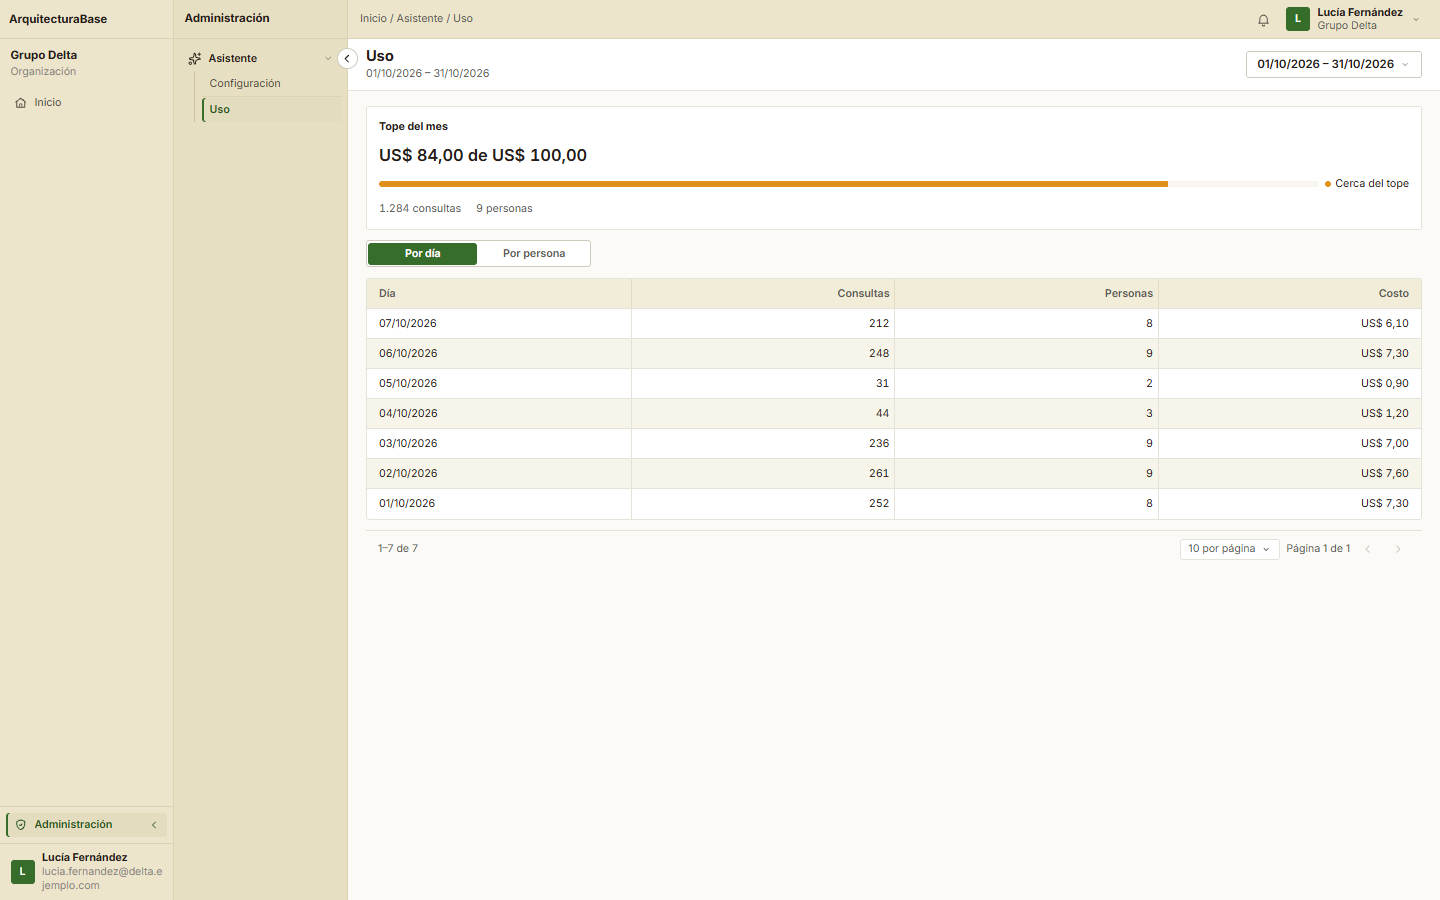 ArquitecturaBase
Grupo Delta
Organización
Inicio
Administración
Lucía Fernández
L
lucia.fernandez@delta.e
jemplo.com
Administración
Asistente
Configuración
Uso
Inicio / Asistente / Uso
L
Lucía Fernández
Grupo Delta
Uso
01/10/2026 – 31/10/2026
01/10/2026 – 31/10/2026
Tope del mes
US$ 84,00 de US$ 100,00
Cerca del tope
1.284 consultas 9 personas
Por día Por persona
Día Consultas Personas Costo
07/10/2026 212 8 US$ 6,10
06/10/2026 248 9 US$ 7,30
05/10/2026 31 2 US$ 0,90
04/10/2026 44 3 US$ 1,20
03/10/2026 236 9 US$ 7,00
02/10/2026 261 9 US$ 7,60
01/10/2026 252 8 US$ 7,30
1–7 de 7 10 por página Página 1 de 1